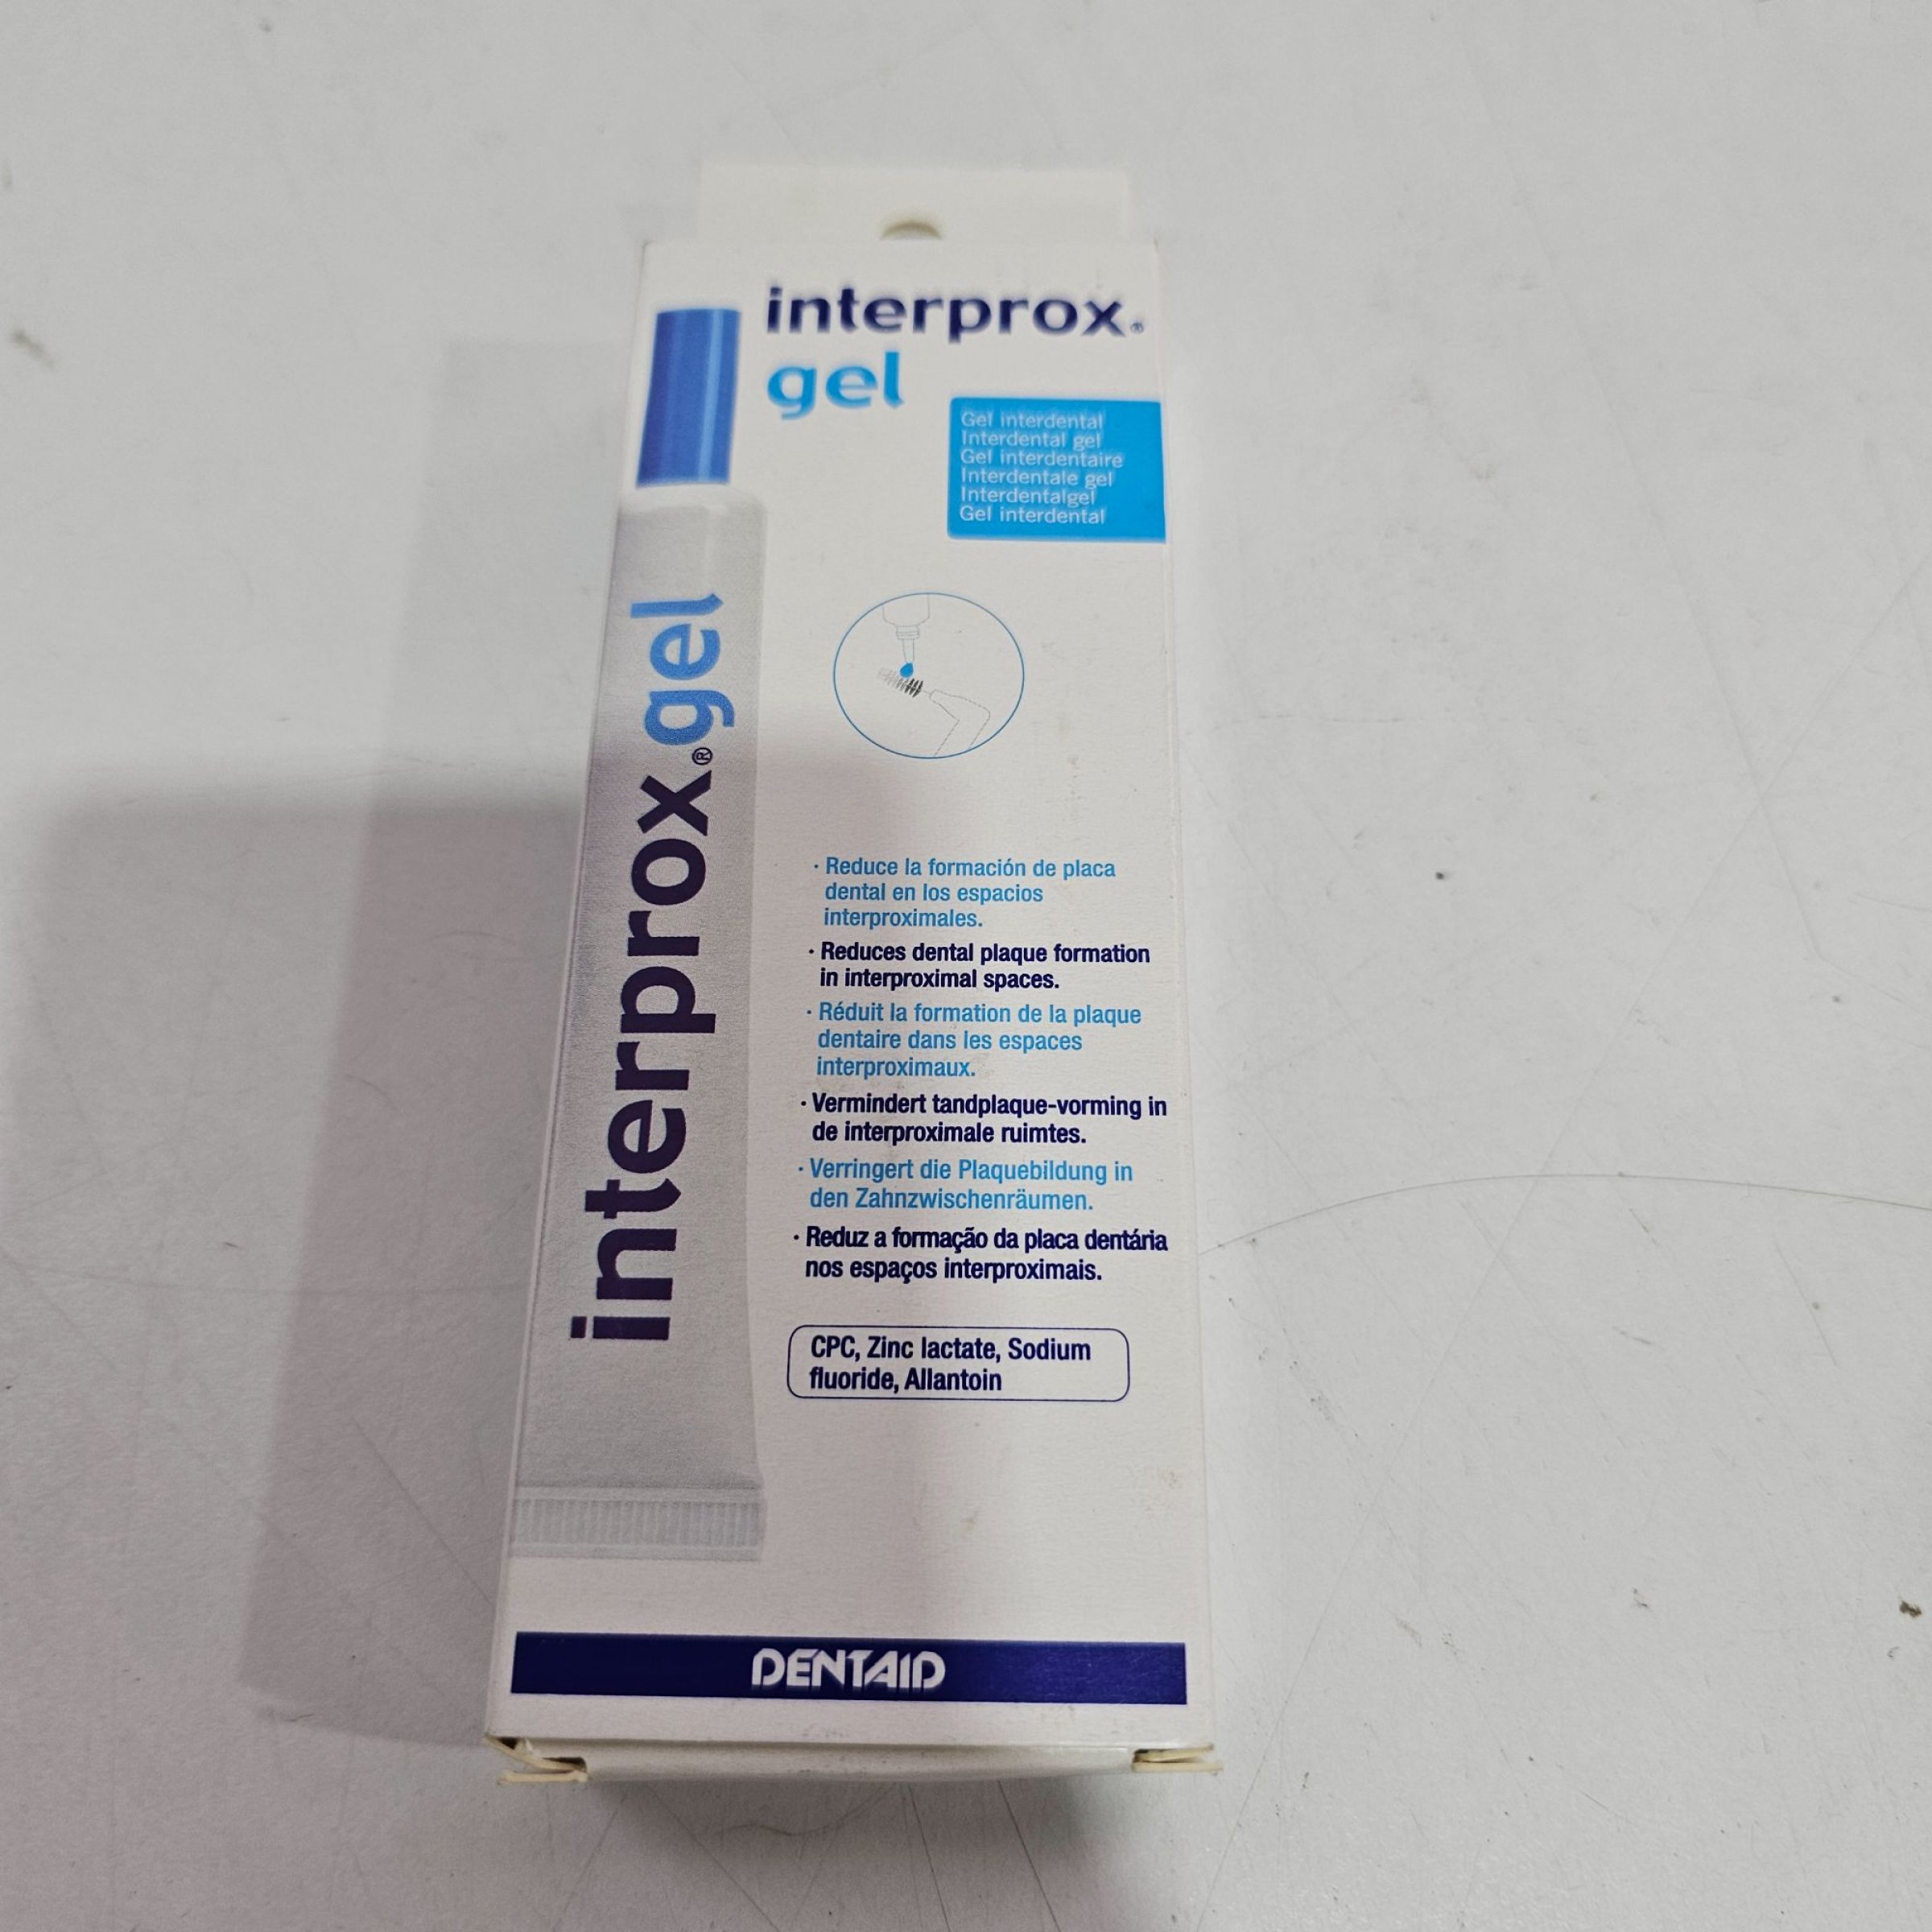 interprox®
gel
Gel interdental
Interdental gel
Gel interdentaire
Interdentale gel
Interdentalgel
Gel interdental
interprox® gel
· Reduce la formación de placa
dental en los espacios
interproximales.
· Reduces dental plaque formation
in interproximal spaces.
· Réduit la formation de la plaque
dentaire dans les espaces
interproximaux.
· Vermindert tandplaque-vorming in
de interproximale ruimtes.
· Verringert die Plaquebildung in
den Zahnzwischenräumen.
· Reduz a formação da placa dentária
nos espaços interproximais.
CPC, Zinc lactate, Sodium
fluoride, Allantoin
DENTAID